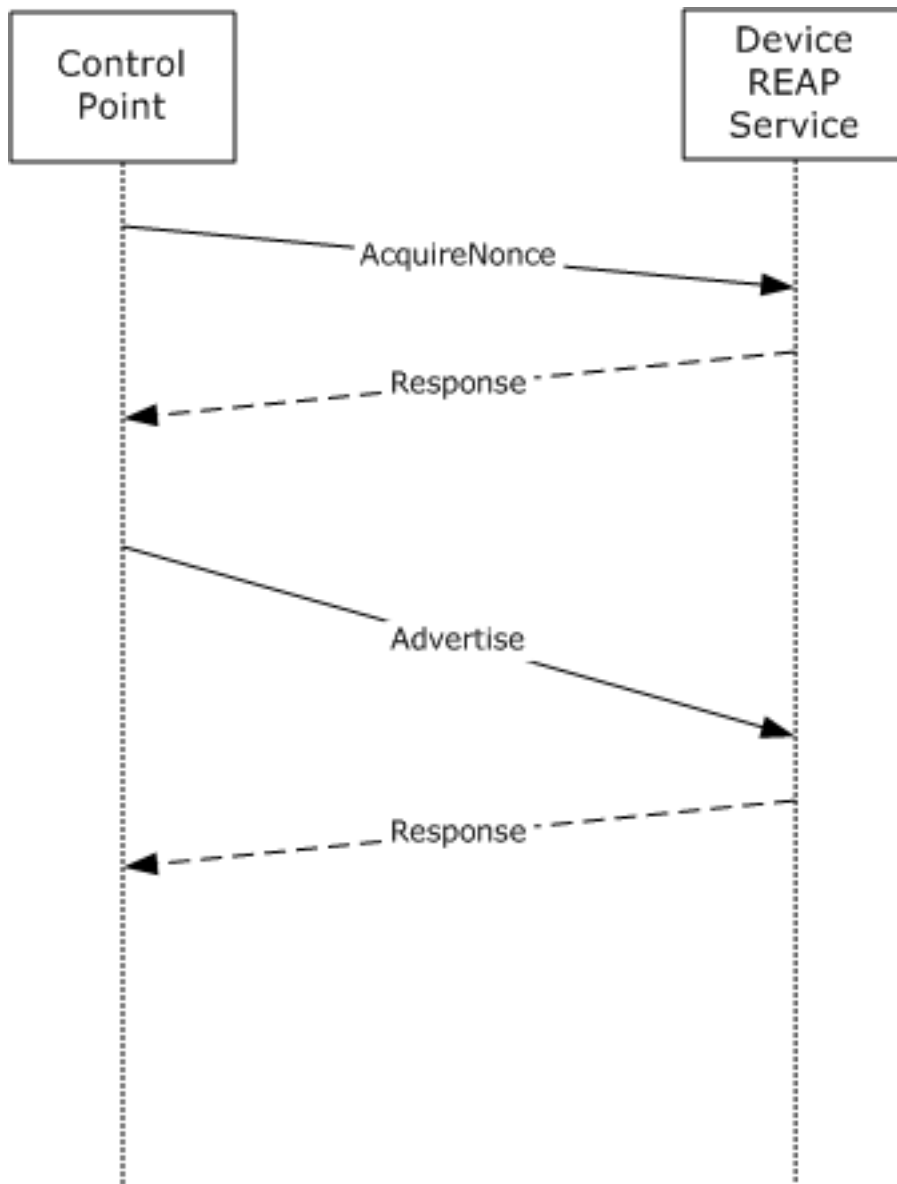 Control
Point
Device
REAP
Service
AcquireNonce
Response
Advertise
Response